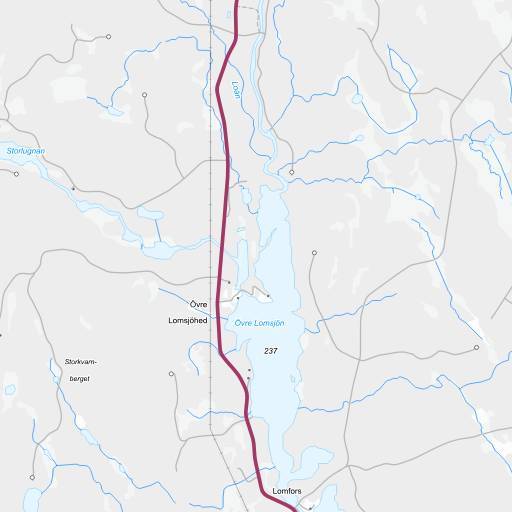 Loån
Storlugnan
Övre
Lomsjöhed
Övre Lomsjön
237
Storkvarn-
berget
Lomfors